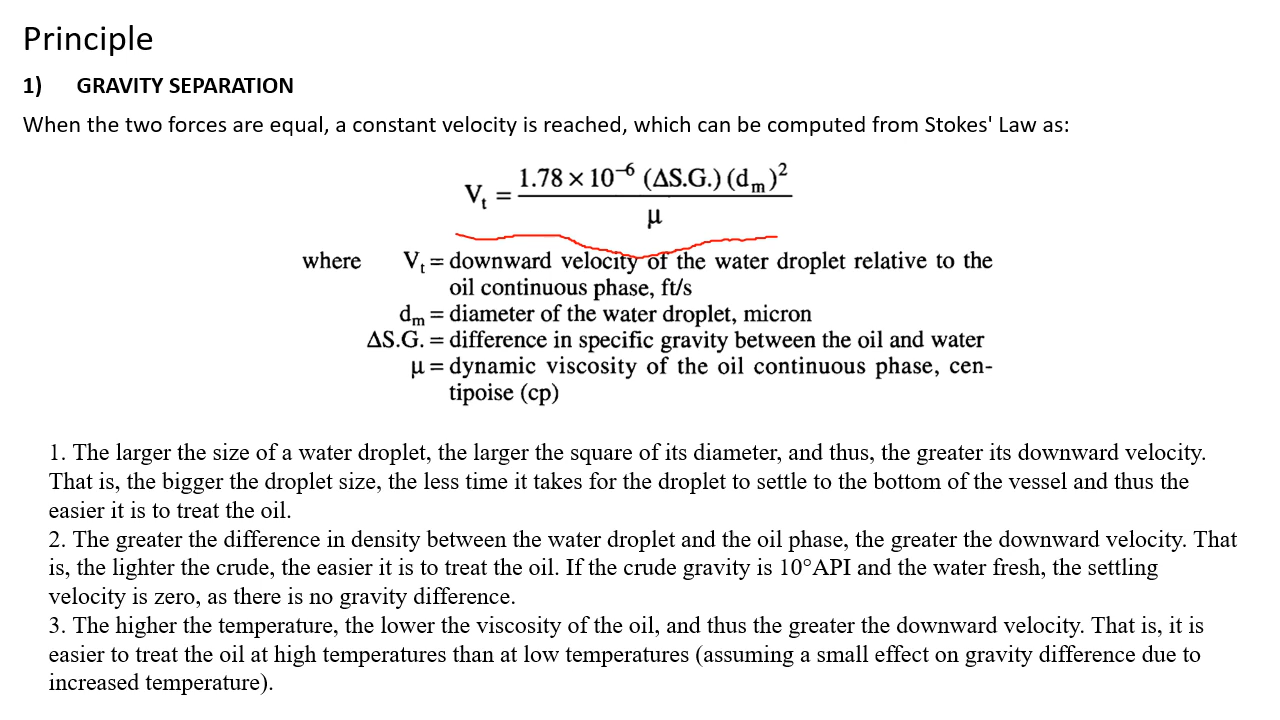 Principle
1) GRAVITY SEPARATION
When the two forces are equal, a constant velocity is reached, which can be computed from Stokes' Law as:
Vₜ = 1.78 × 10⁻⁶ (ΔS.G.) (dₘ)² / μ
where Vₜ = downward velocity of the water droplet relative to the
oil continuous phase, ft/s
dₘ = diameter of the water droplet, micron
ΔS.G. = difference in specific gravity between the oil and water
μ = dynamic viscosity of the oil continuous phase, cen-
tipoise (cp)
1. The larger the size of a water droplet, the larger the square of its diameter, and thus, the greater its downward velocity.
That is, the bigger the droplet size, the less time it takes for the droplet to settle to the bottom of the vessel and thus the
easier it is to treat the oil.
2. The greater the difference in density between the water droplet and the oil phase, the greater the downward velocity. That
is, the lighter the crude, the easier it is to treat the oil. If the crude gravity is 10°API and the water fresh, the settling
velocity is zero, as there is no gravity difference.
3. The higher the temperature, the lower the viscosity of the oil, and thus the greater the downward velocity. That is, it is
easier to treat the oil at high temperatures than at low temperatures (assuming a small effect on gravity difference due to
increased temperature).